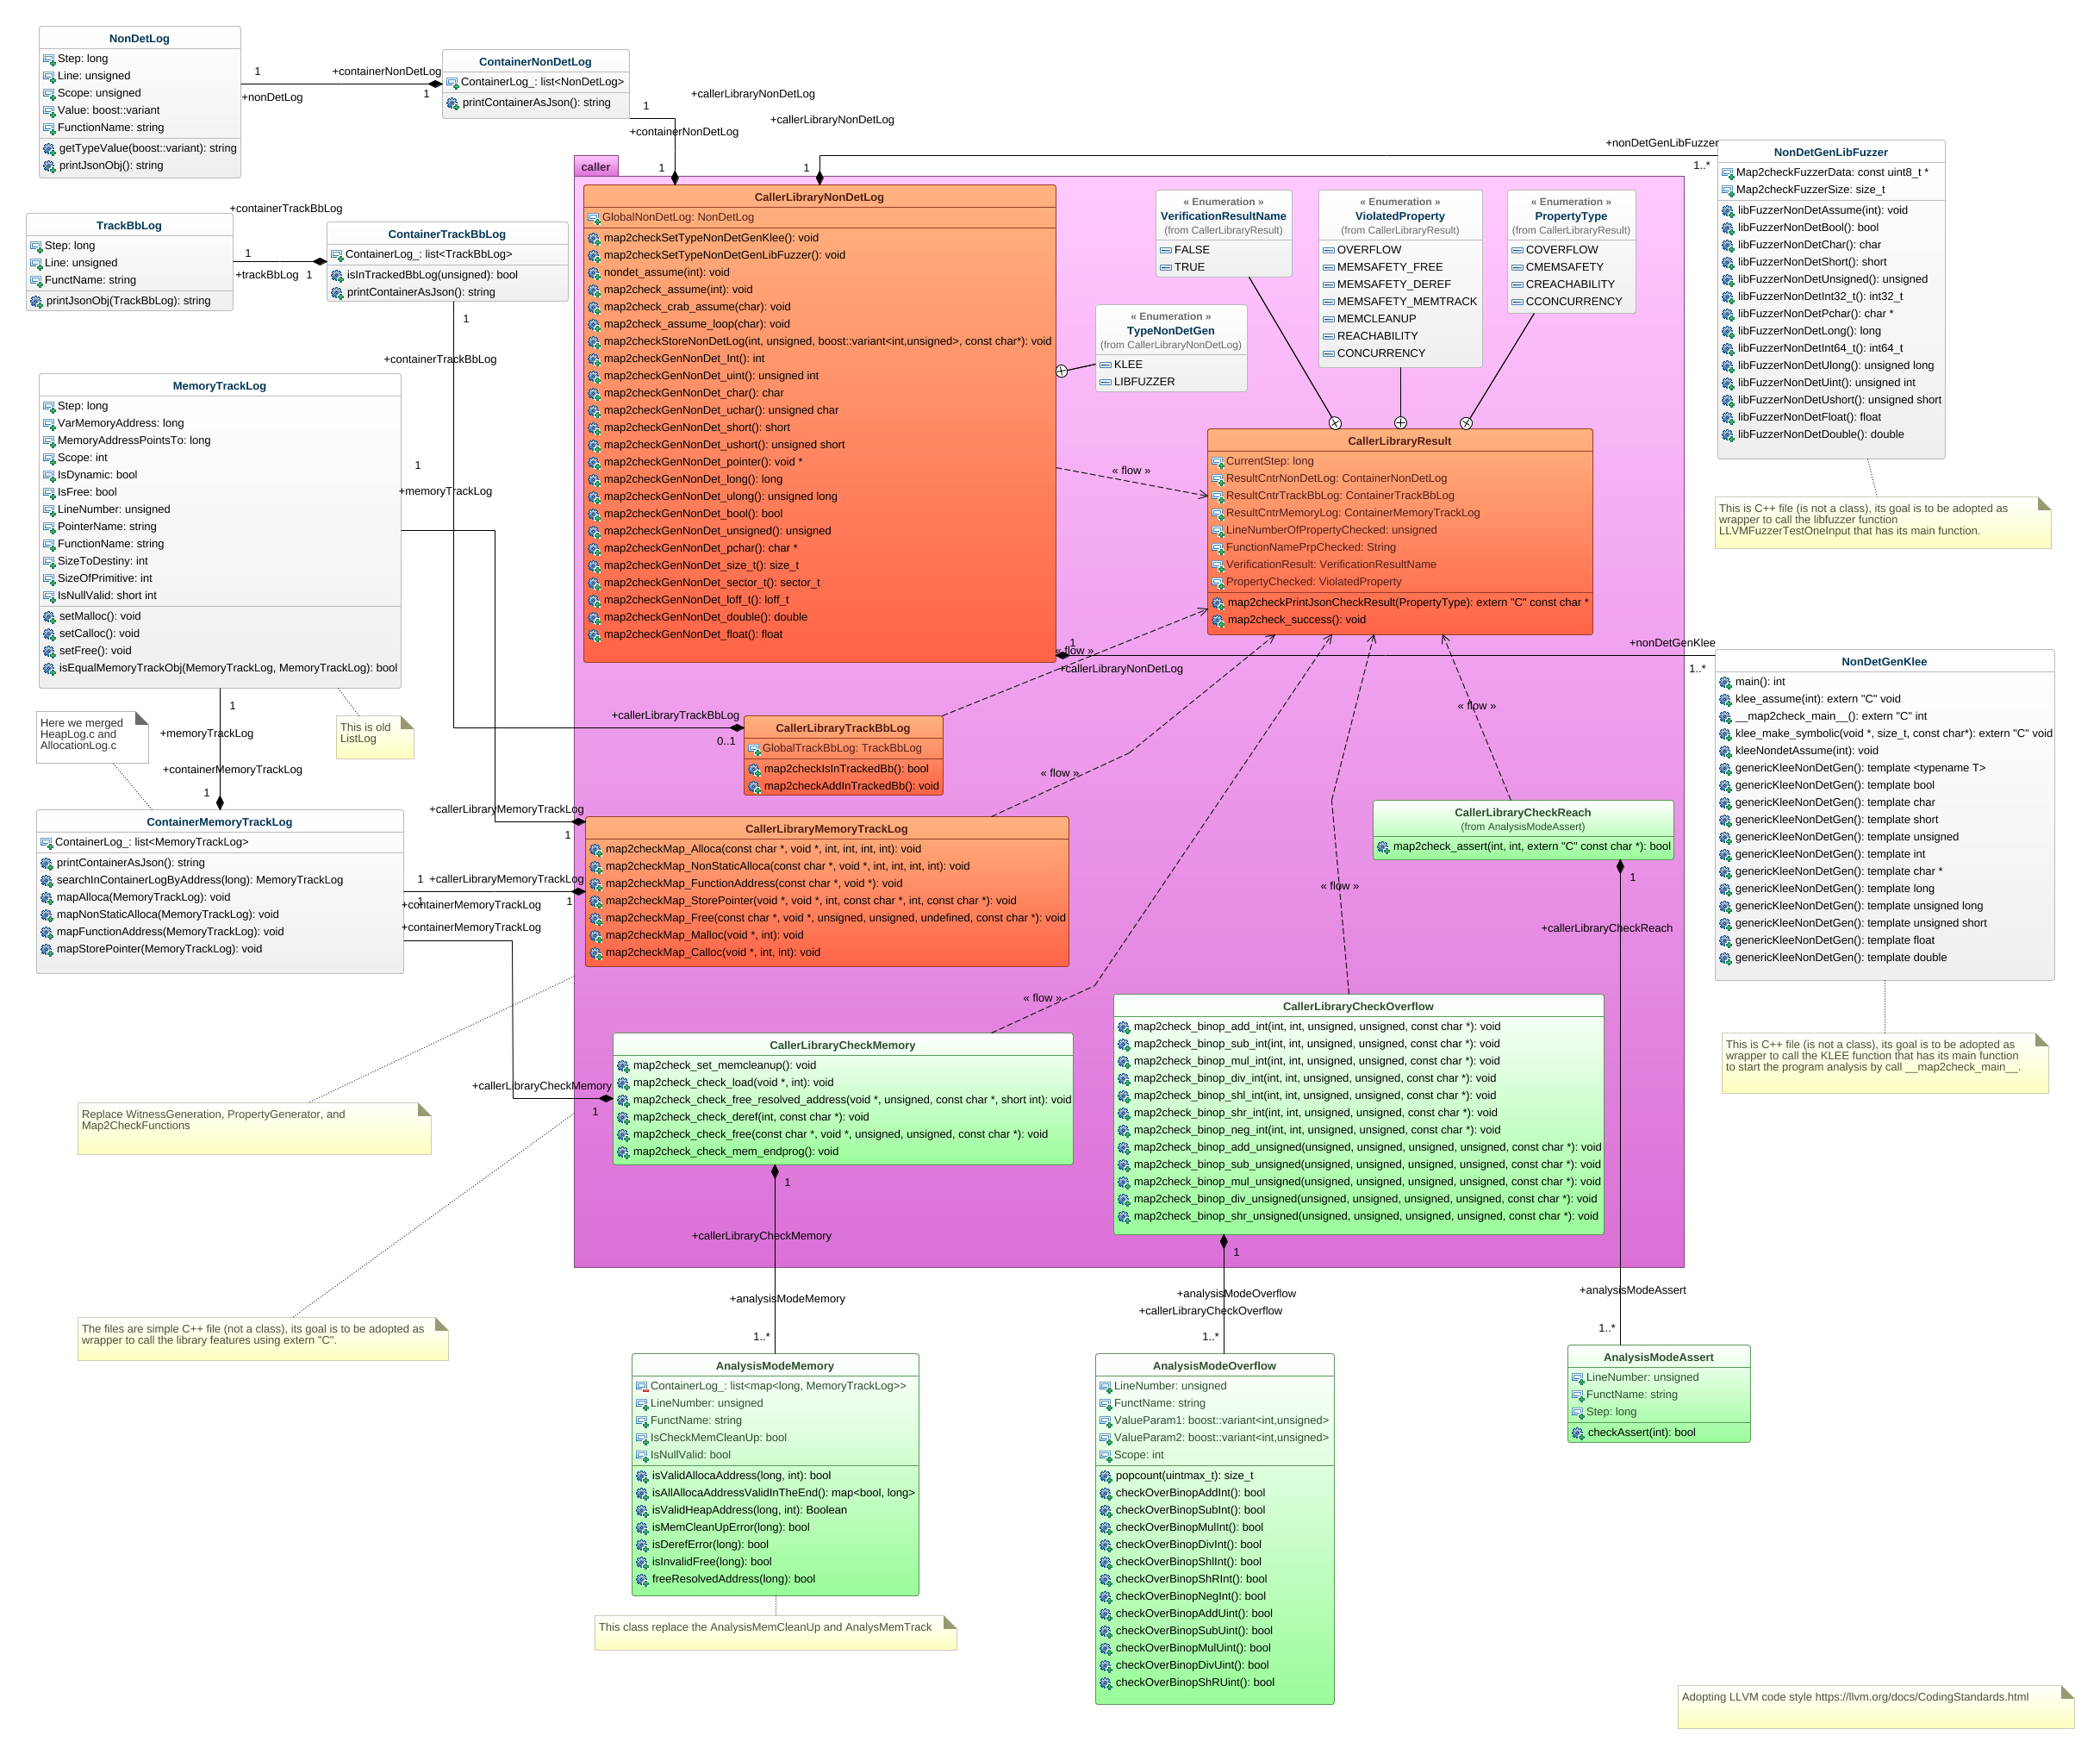 NonDetLog
Step: long
Line: unsigned
Scope: unsigned
Value: boost::variant
FunctionName: string
getTypeValue(boost::variant): string
printJsonObj(): string
1
+nonDetLog
+containerNonDetLog
1
ContainerNonDetLog
ContainerLog_: list<NonDetLog>
printContainerAsJson(): string
1
+containerNonDetLog
+callerLibraryNonDetLog
1
+callerLibraryNonDetLog
1
+nonDetGenLibFuzzer
1..*
TrackBbLog
Step: long
Line: unsigned
FunctName: string
printJsonObj(TrackBbLog): string
+containerTrackBbLog
1
+trackBbLog
1
ContainerTrackBbLog
ContainerLog_: list<TrackBbLog>
isInTrackedBbLog(unsigned): bool
printContainerAsJson(): string
1
+containerTrackBbLog
MemoryTrackLog
Step: long
VarMemoryAddress: long
MemoryAddressPointsTo: long
Scope: int
IsDynamic: bool
IsFree: bool
LineNumber: unsigned
PointerName: string
FunctionName: string
SizeToDestiny: int
SizeOfPrimitive: int
IsNullValid: short int
setMalloc(): void
setCalloc(): void
setFree(): void
isEqualMemoryTrackObj(MemoryTrackLog, MemoryTrackLog): bool
1
+memoryTrackLog
1
+memoryTrackLog
+containerMemoryTrackLog
1
Here we merged
HeapLog.c and
AllocationLog.c
This is old
ListLog
ContainerMemoryTrackLog
ContainerLog_: list<MemoryTrackLog>
printContainerAsJson(): string
searchInContainerLogByAddress(long): MemoryTrackLog
mapAlloca(MemoryTrackLog): void
mapNonStaticAlloca(MemoryTrackLog): void
mapFunctionAddress(MemoryTrackLog): void
mapStorePointer(MemoryTrackLog): void
1
+containerMemoryTrackLog
1
+containerMemoryTrackLog
+callerLibraryMemoryTrackLog
1
+callerLibraryMemoryTrackLog
1
caller
CallerLibraryNonDetLog
GlobalNonDetLog: NonDetLog
map2checkSetTypeNonDetGenKlee(): void
map2checkSetTypeNonDetGenLibFuzzer(): void
nondet_assume(int): void
map2check_assume(int): void
map2check_crab_assume(char): void
map2check_assume_loop(char): void
map2checkStoreNonDetLog(int, unsigned, boost::variant<int,unsigned>, const char*): void
map2checkGenNonDet_Int(): int
map2checkGenNonDet_uint(): unsigned int
map2checkGenNonDet_char(): char
map2checkGenNonDet_uchar(): unsigned char
map2checkGenNonDet_short(): short
map2checkGenNonDet_ushort(): unsigned short
map2checkGenNonDet_pointer(): void *
map2checkGenNonDet_long(): long
map2checkGenNonDet_ulong(): unsigned long
map2checkGenNonDet_bool(): bool
map2checkGenNonDet_unsigned(): unsigned
map2checkGenNonDet_pchar(): char *
map2checkGenNonDet_size_t(): size_t
map2checkGenNonDet_sector_t(): sector_t
map2checkGenNonDet_loff_t(): loff_t
map2checkGenNonDet_double(): double
map2checkGenNonDet_float(): float
« Enumeration »
VerificationResultName
(from CallerLibraryResult)
FALSE
TRUE
« Enumeration »
ViolatedProperty
(from CallerLibraryResult)
OVERFLOW
MEMSAFETY_FREE
MEMSAFETY_DEREF
MEMSAFETY_MEMTRACK
MEMCLEANUP
REACHABILITY
CONCURRENCY
« Enumeration »
PropertyType
(from CallerLibraryResult)
COVERFLOW
CMEMSAFETY
CREACHABILITY
CCONCURRENCY
« Enumeration »
TypeNonDetGen
(from CallerLibraryNonDetLog)
KLEE
LIBFUZZER
« flow »
CallerLibraryResult
CurrentStep: long
ResultCntrNonDetLog: ContainerNonDetLog
ResultCntrTrackBbLog: ContainerTrackBbLog
ResultCntrMemoryLog: ContainerMemoryTrackLog
LineNumberOfPropertyChecked: unsigned
FunctionNamePrpChecked: String
VerificationResult: VerificationResultName
PropertyChecked: ViolatedProperty
map2checkPrintJsonCheckResult(PropertyType): extern "C" const char *
map2check_success(): void
1
« flow »
+callerLibraryNonDetLog
+nonDetGenKlee
1..*
+callerLibraryTrackBbLog
0..1
CallerLibraryTrackBbLog
GlobalTrackBbLog: TrackBbLog
map2checkIsInTrackedBb(): bool
map2checkAddInTrackedBb(): void
« flow »
« flow »
« flow »
« flow »
CallerLibraryMemoryTrackLog
map2checkMap_Alloca(const char *, void *, int, int, int, int): void
map2checkMap_NonStaticAlloca(const char *, void *, int, int, int, int): void
map2checkMap_FunctionAddress(const char *, void *): void
map2checkMap_StorePointer(void *, void *, int, const char *, int, const char *): void
map2checkMap_Free(const char *, void *, unsigned, unsigned, undefined, const char *): void
map2checkMap_Malloc(void *, int): void
map2checkMap_Calloc(void *, int, int): void
CallerLibraryCheckReach
(from AnalysisModeAssert)
map2check_assert(int, int, extern "C" const char *): bool
1
+callerLibraryCheckReach
CallerLibraryCheckMemory
map2check_set_memcleanup(): void
map2check_check_load(void *, int): void
map2check_check_free_resolved_address(void *, unsigned, const char *, short int): void
map2check_check_deref(int, const char *): void
map2check_check_free(const char *, void *, unsigned, unsigned, const char *): void
map2check_check_mem_endprog(): void
+callerLibraryCheckMemory
1
1
+callerLibraryCheckMemory
CallerLibraryCheckOverflow
map2check_binop_add_int(int, int, unsigned, unsigned, const char *): void
map2check_binop_sub_int(int, int, unsigned, unsigned, const char *): void
map2check_binop_mul_int(int, int, unsigned, unsigned, const char *): void
map2check_binop_div_int(int, int, unsigned, unsigned, const char *): void
map2check_binop_shl_int(int, int, unsigned, unsigned, const char *): void
map2check_binop_shr_int(int, int, unsigned, unsigned, const char *): void
map2check_binop_neg_int(int, int, unsigned, unsigned, const char *): void
map2check_binop_add_unsigned(unsigned, unsigned, unsigned, unsigned, const char *): void
map2check_binop_sub_unsigned(unsigned, unsigned, unsigned, unsigned, const char *): void
map2check_binop_mul_unsigned(unsigned, unsigned, unsigned, unsigned, const char *): void
map2check_binop_div_unsigned(unsigned, unsigned, unsigned, unsigned, const char *): void
map2check_binop_shr_unsigned(unsigned, unsigned, unsigned, unsigned, const char *): void
1
NonDetGenLibFuzzer
Map2checkFuzzerData: const uint8_t *
Map2checkFuzzerSize: size_t
libFuzzerNonDetAssume(int): void
libFuzzerNonDetBool(): bool
libFuzzerNonDetChar(): char
libFuzzerNonDetShort(): short
libFuzzerNonDetUnsigned(): unsigned
libFuzzerNonDetInt32_t(): int32_t
libFuzzerNonDetPchar(): char *
libFuzzerNonDetLong(): long
libFuzzerNonDetInt64_t(): int64_t
libFuzzerNonDetUlong(): unsigned long
libFuzzerNonDetUint(): unsigned int
libFuzzerNonDetUshort(): unsigned short
libFuzzerNonDetFloat(): float
libFuzzerNonDetDouble(): double
This is C++ file (is not a class), its goal is to be adopted as
wrapper to call the libfuzzer function
LLVMFuzzerTestOneInput that has its main function.
NonDetGenKlee
main(): int
klee_assume(int): extern "C" void
__map2check_main__(): extern "C" int
klee_make_symbolic(void *, size_t, const char*): extern "C" void
kleeNondetAssume(int): void
genericKleeNonDetGen(): template <typename T>
genericKleeNonDetGen(): template bool
genericKleeNonDetGen(): template char
genericKleeNonDetGen(): template short
genericKleeNonDetGen(): template unsigned
genericKleeNonDetGen(): template int
genericKleeNonDetGen(): template char *
genericKleeNonDetGen(): template long
genericKleeNonDetGen(): template unsigned long
genericKleeNonDetGen(): template unsigned short
genericKleeNonDetGen(): template float
genericKleeNonDetGen(): template double
This is C++ file (is not a class), its goal is to be adopted as
wrapper to call the KLEE function that has its main function
to start the program analysis by call __map2check_main__.
Replace WitnessGeneration, PropertyGenerator, and
Map2CheckFunctions
The files are simple C++ file (not a class), its goal is to be adopted as
wrapper to call the library features using extern "C".
+analysisModeMemory
1..*
+analysisModeOverflow
+callerLibraryCheckOverflow
1..*
+analysisModeAssert
1..*
AnalysisModeMemory
ContainerLog_: list<map<long, MemoryTrackLog>>
LineNumber: unsigned
FunctName: string
IsCheckMemCleanUp: bool
IsNullValid: bool
isValidAllocaAddress(long, int): bool
isAllAllocaAddressValidInTheEnd(): map<bool, long>
isValidHeapAddress(long, int): Boolean
isMemCleanUpError(long): bool
isDerefError(long): bool
isInvalidFree(long): bool
freeResolvedAddress(long): bool
This class replace the AnalysisMemCleanUp and AnalysMemTrack
AnalysisModeOverflow
LineNumber: unsigned
FunctName: string
ValueParam1: boost::variant<int,unsigned>
ValueParam2: boost::variant<int,unsigned>
Scope: int
popcount(uintmax_t): size_t
checkOverBinopAddInt(): bool
checkOverBinopSubInt(): bool
checkOverBinopMulInt(): bool
checkOverBinopDivInt(): bool
checkOverBinopShlInt(): bool
checkOverBinopShRInt(): bool
checkOverBinopNegInt(): bool
checkOverBinopAddUint(): bool
checkOverBinopSubUint(): bool
checkOverBinopMulUint(): bool
checkOverBinopDivUint(): bool
checkOverBinopShRUint(): bool
AnalysisModeAssert
LineNumber: unsigned
FunctName: string
Step: long
checkAssert(int): bool
Adopting LLVM code style https://llvm.org/docs/CodingStandards.html